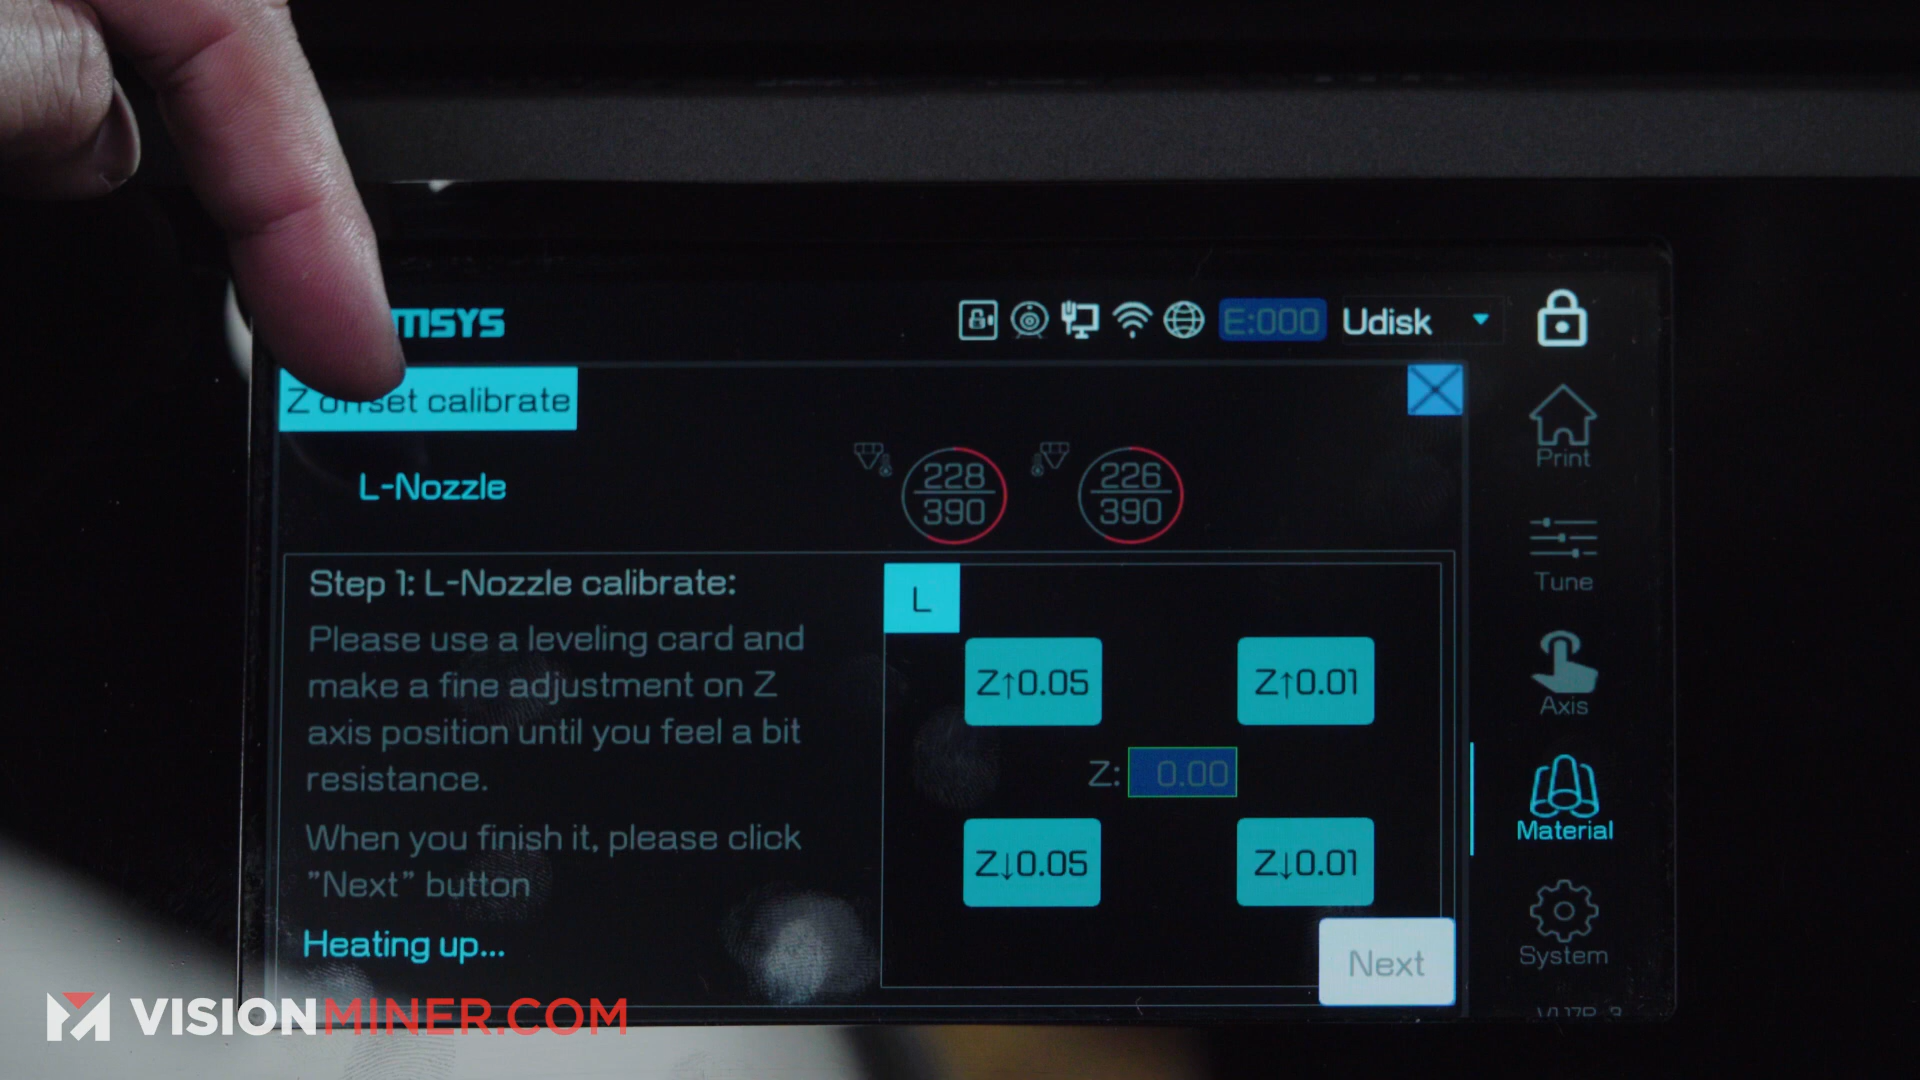 MSYS
E:000
Udisk
Z offset calibrate
L-Nozzle
228
390
226
390
Print
Step 1: L-Nozzle calibrate:
Please use a leveling card and
make a fine adjustment on Z
axis position until you feel a bit
resistance.
When you finish it, please click
"Next" button
Heating up...
L
Z↑0.05
Z↑0.01
Z: 0.00
Z↓0.05
Z↓0.01
Next
Tune
Axis
Material
System
VISIONMINER.COM